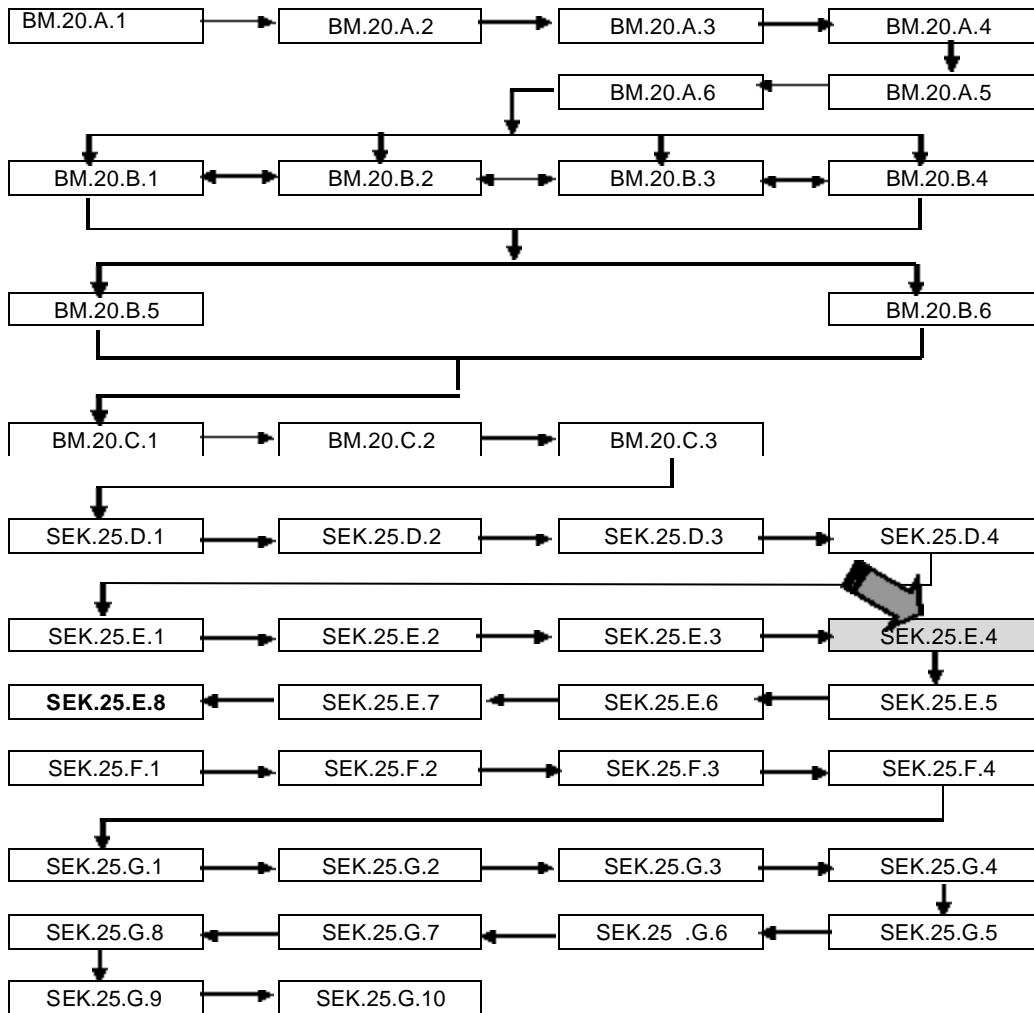 BM.20.A.1 BM.20.A.2 BM.20.A.3 BM.20.A.4
BM.20.A.6 BM.20.A.5
BM.20.B.1 BM.20.B.2 BM.20.B.3 BM.20.B.4
BM.20.B.5 BM.20.B.6
BM.20.C.1 BM.20.C.2 BM.20.C.3
SEK.25.D.1 SEK.25.D.2 SEK.25.D.3 SEK.25.D.4
SEK.25.E.1 SEK.25.E.2 SEK.25.E.3 SEK.25.E.4
SEK.25.E.8 SEK.25.E.7 SEK.25.E.6 SEK.25.E.5
SEK.25.F.1 SEK.25.F.2 SEK.25.F.3 SEK.25.F.4
SEK.25.G.1 SEK.25.G.2 SEK.25.G.3 SEK.25.G.4
SEK.25.G.8 SEK.25.G.7 SEK.25 .G.6 SEK.25.G.5
SEK.25.G.9 SEK.25.G.10